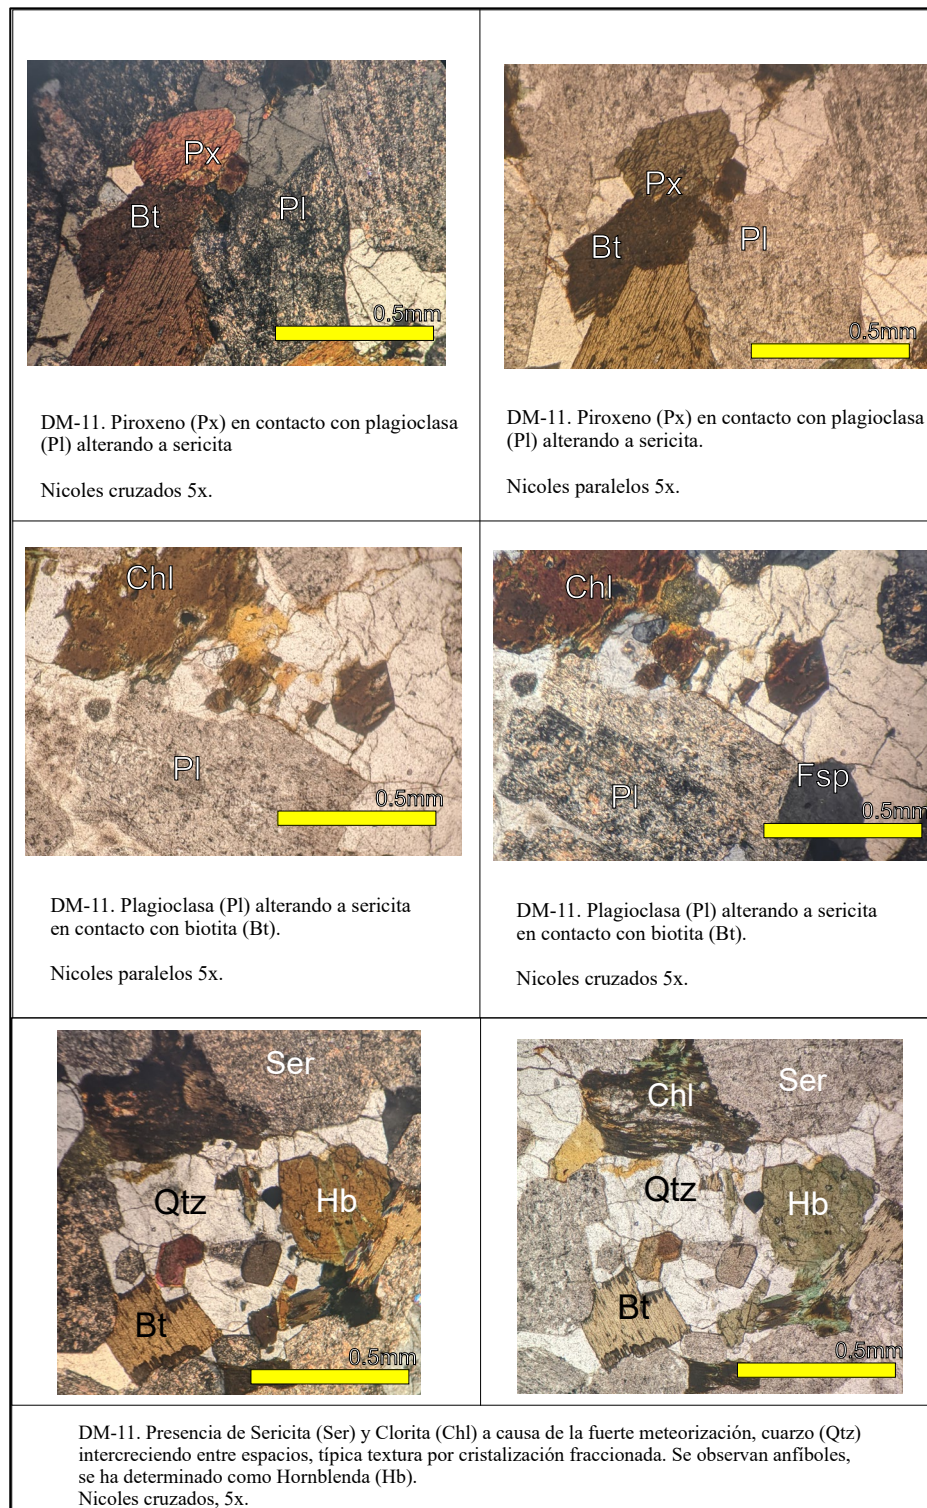 Px
Bt
Pl
0.5mm
Px
Bt
Pl
0.5mm
DM-11. Piroxeno (Px) en contacto con plagioclasa
(Pl) alterando a sericita
Nicoles cruzados 5x.
DM-11. Piroxeno (Px) en contacto con plagioclasa
(Pl) alterando a sericita.
Nicoles paralelos 5x.
Chl
Pl
0.5mm
Chl
Fsp
Pl
0.5mm
DM-11. Plagioclasa (Pl) alterando a sericita
en contacto con biotita (Bt).
Nicoles paralelos 5x.
DM-11. Plagioclasa (Pl) alterando a sericita
en contacto con biotita (Bt).
Nicoles cruzados 5x.
Ser
Qtz
Hb
Bt
0.5mm
Chl
Ser
Qtz
Hb
Bt
0.5mm
DM-11. Presencia de Sericita (Ser) y Clorita (Chl) a causa de la fuerte meteorización, cuarzo (Qtz)
intercreciendo entre espacios, típica textura por cristalización fraccionada. Se observan anfíboles,
se ha determinado como Hornblenda (Hb).
Nicoles cruzados, 5x.